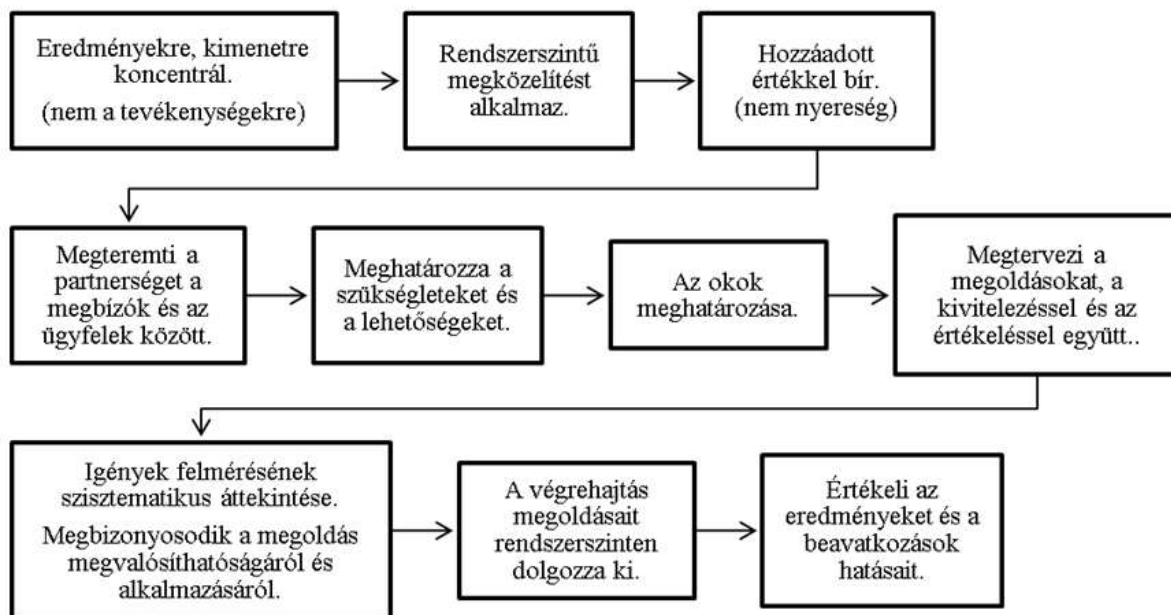 Eredményekre, kimenetre
koncentrál.
(nem a tevékenységekre)
Rendszerszintű
megközelítést
alkalmaz.
Hozzáadott
értékkel bír.
(nem nyereség)
Megteremti a
partnerséget a
megbízók és az
ügyfelek között.
Meghatározza a
szükségleteket és
a lehetőségeket.
Az okok
meghatározása.
Megtervezi a
megoldásokat, a
kivitelezéssel és az
értékeléssel együtt..
Igények felmérésének
szisztematikus áttekintése.
Megbizonyosodik a megoldás
megvalósíthatóságáról és
alkalmazásáról.
A végrehajtás
megoldásait
rendszerszinten
dolgozza ki.
Értékeli az
eredményeket és a
beavatkozások
hatásait.